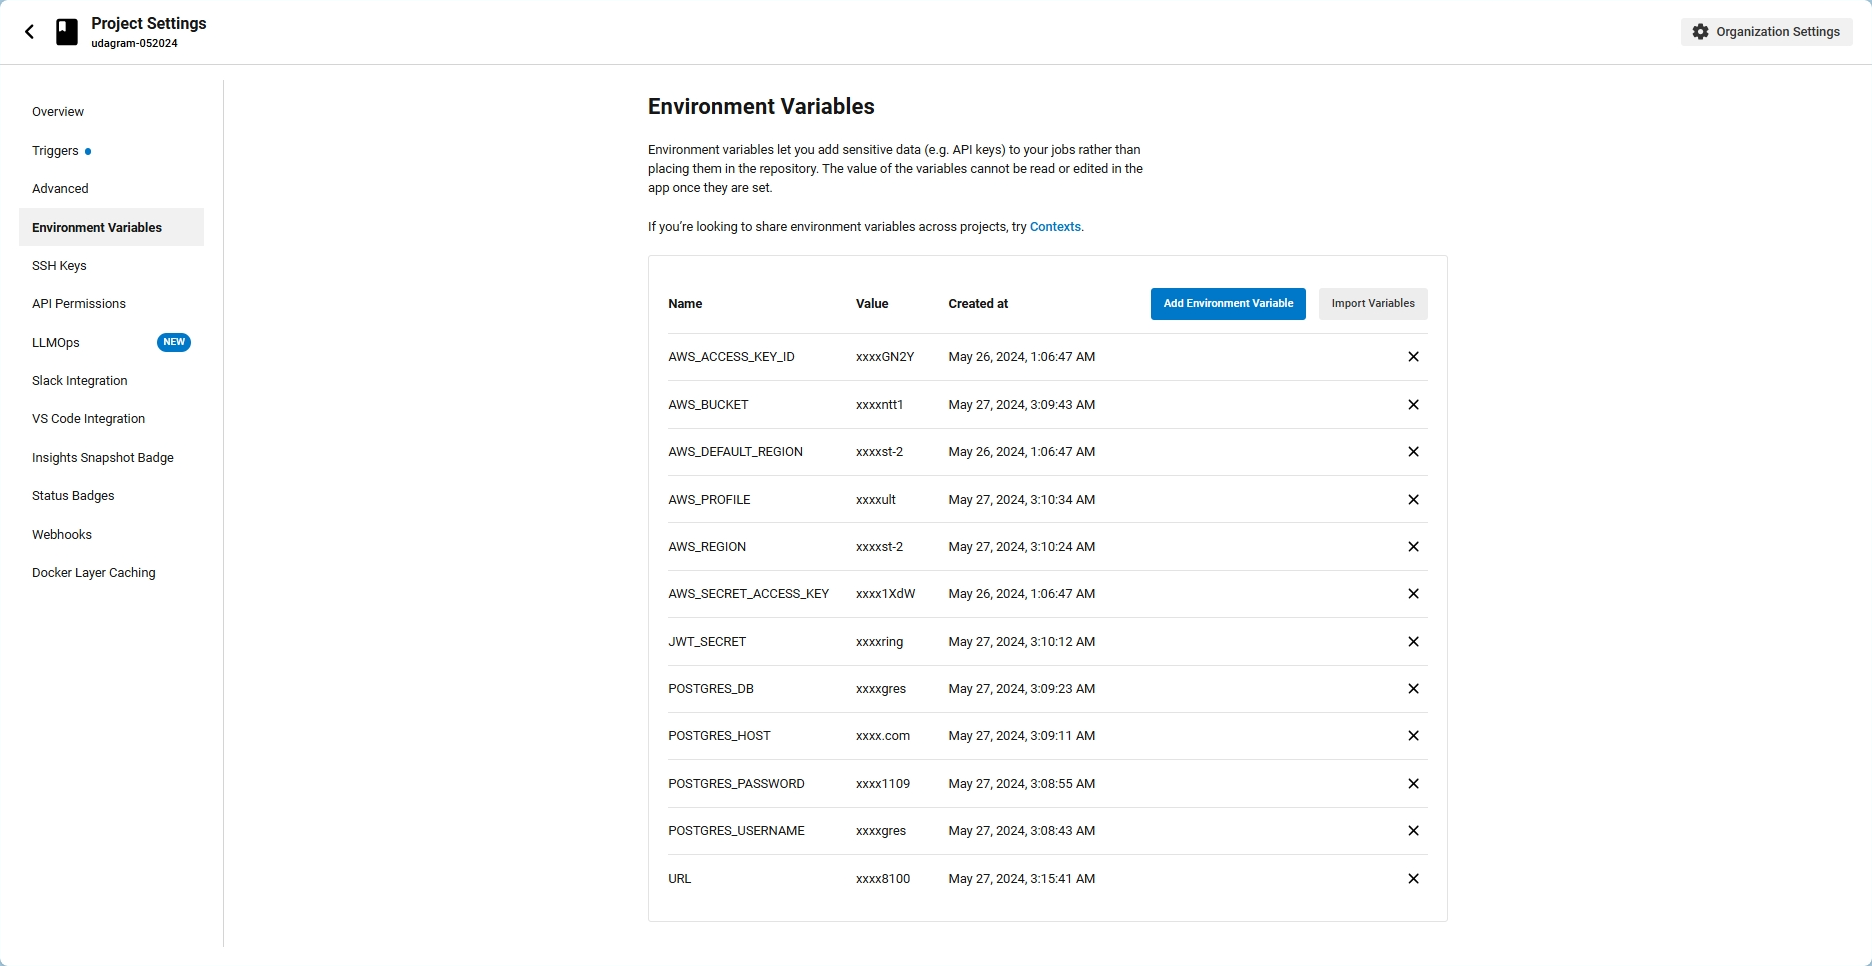 Project Settings
udagram-052024
Organization Settings
Overview
Triggers
Advanced
Environment Variables
SSH Keys
API Permissions
LLMOps NEW
Slack Integration
VS Code Integration
Insights Snapshot Badge
Status Badges
Webhooks
Docker Layer Caching
Environment Variables
Environment variables let you add sensitive data (e.g. API keys) to your jobs rather than
placing them in the repository. The value of the variables cannot be read or edited in the
app once they are set.
If you’re looking to share environment variables across projects, try Contexts.
Name Value Created at Add Environment Variable Import Variables
AWS_ACCESS_KEY_ID xxxxGN2Y May 26, 2024, 1:06:47 AM
AWS_BUCKET xxxxntt1 May 27, 2024, 3:09:43 AM
AWS_DEFAULT_REGION xxxxst-2 May 26, 2024, 1:06:47 AM
AWS_PROFILE xxxxult May 27, 2024, 3:10:34 AM
AWS_REGION xxxxst-2 May 27, 2024, 3:10:24 AM
AWS_SECRET_ACCESS_KEY xxxx1XdW May 26, 2024, 1:06:47 AM
JWT_SECRET xxxxring May 27, 2024, 3:10:12 AM
POSTGRES_DB xxxxgres May 27, 2024, 3:09:23 AM
POSTGRES_HOST xxxx.com May 27, 2024, 3:09:11 AM
POSTGRES_PASSWORD xxxx1109 May 27, 2024, 3:08:55 AM
POSTGRES_USERNAME xxxxgres May 27, 2024, 3:08:43 AM
URL xxxx8100 May 27, 2024, 3:15:41 AM